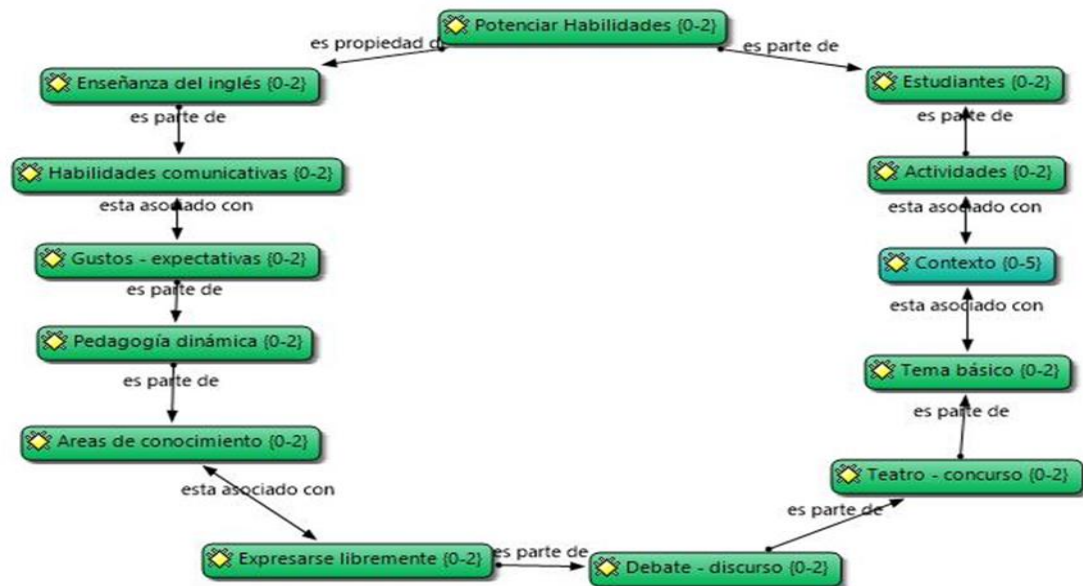 Potenciar Habilidades {0-2}
es propiedad d
es parte de
Enseñanza del inglés {0-2}
Estudiantes {0-2}
es parte de
es parte de
Habilidades comunicativas {0-2}
Actividades {0-2}
esta asociado con
esta asociado con
Gustos - expectativas {0-2}
Contexto {0-5}
es parte de
esta asociado con
Pedagogía dinámica {0-2}
Tema básico {0-2}
es parte de
es parte de
Areas de conocimiento {0-2}
Teatro - concurso {0-2}
esta asociado con
es parte de
Expresarse libremente {0-2}
es parte de
Debate - discurso {0-2}